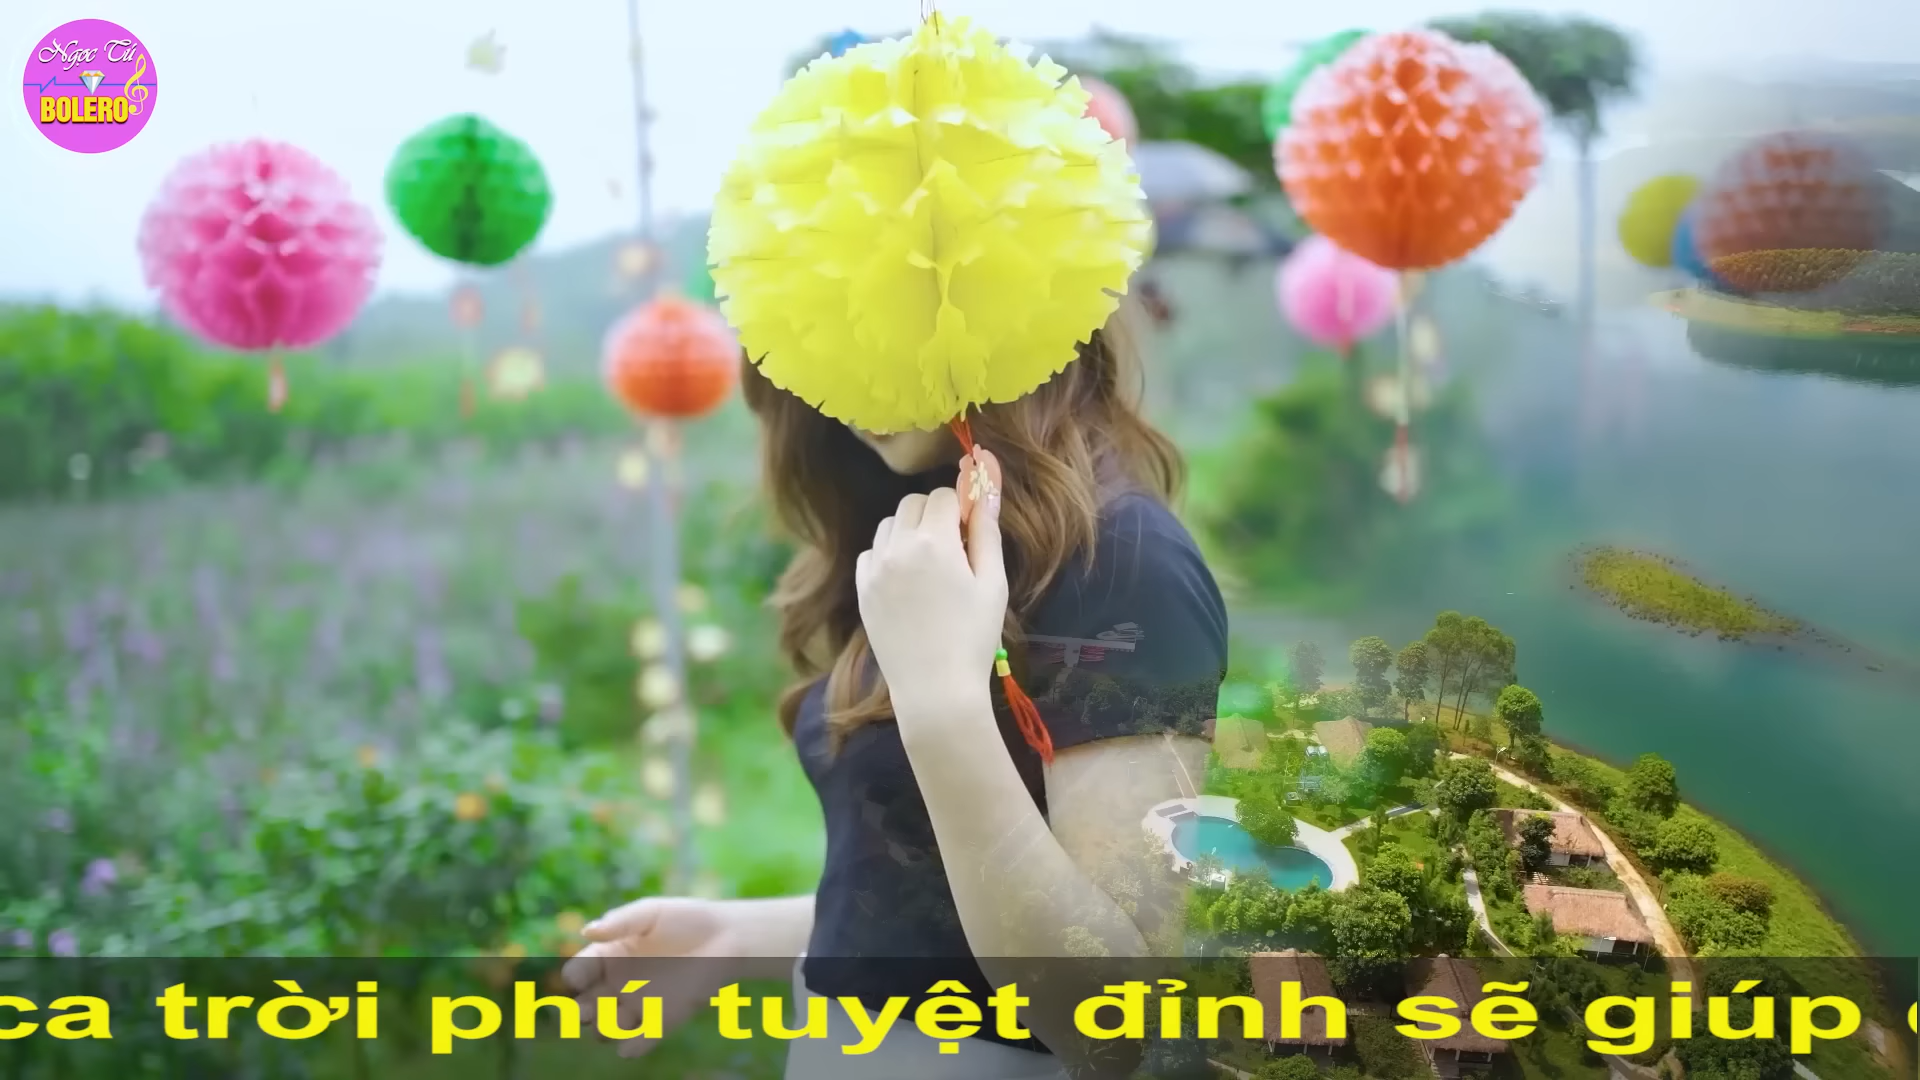 Ngọc Tú
BOLERO
ca trời phú tuyệt đỉnh sẽ giúp